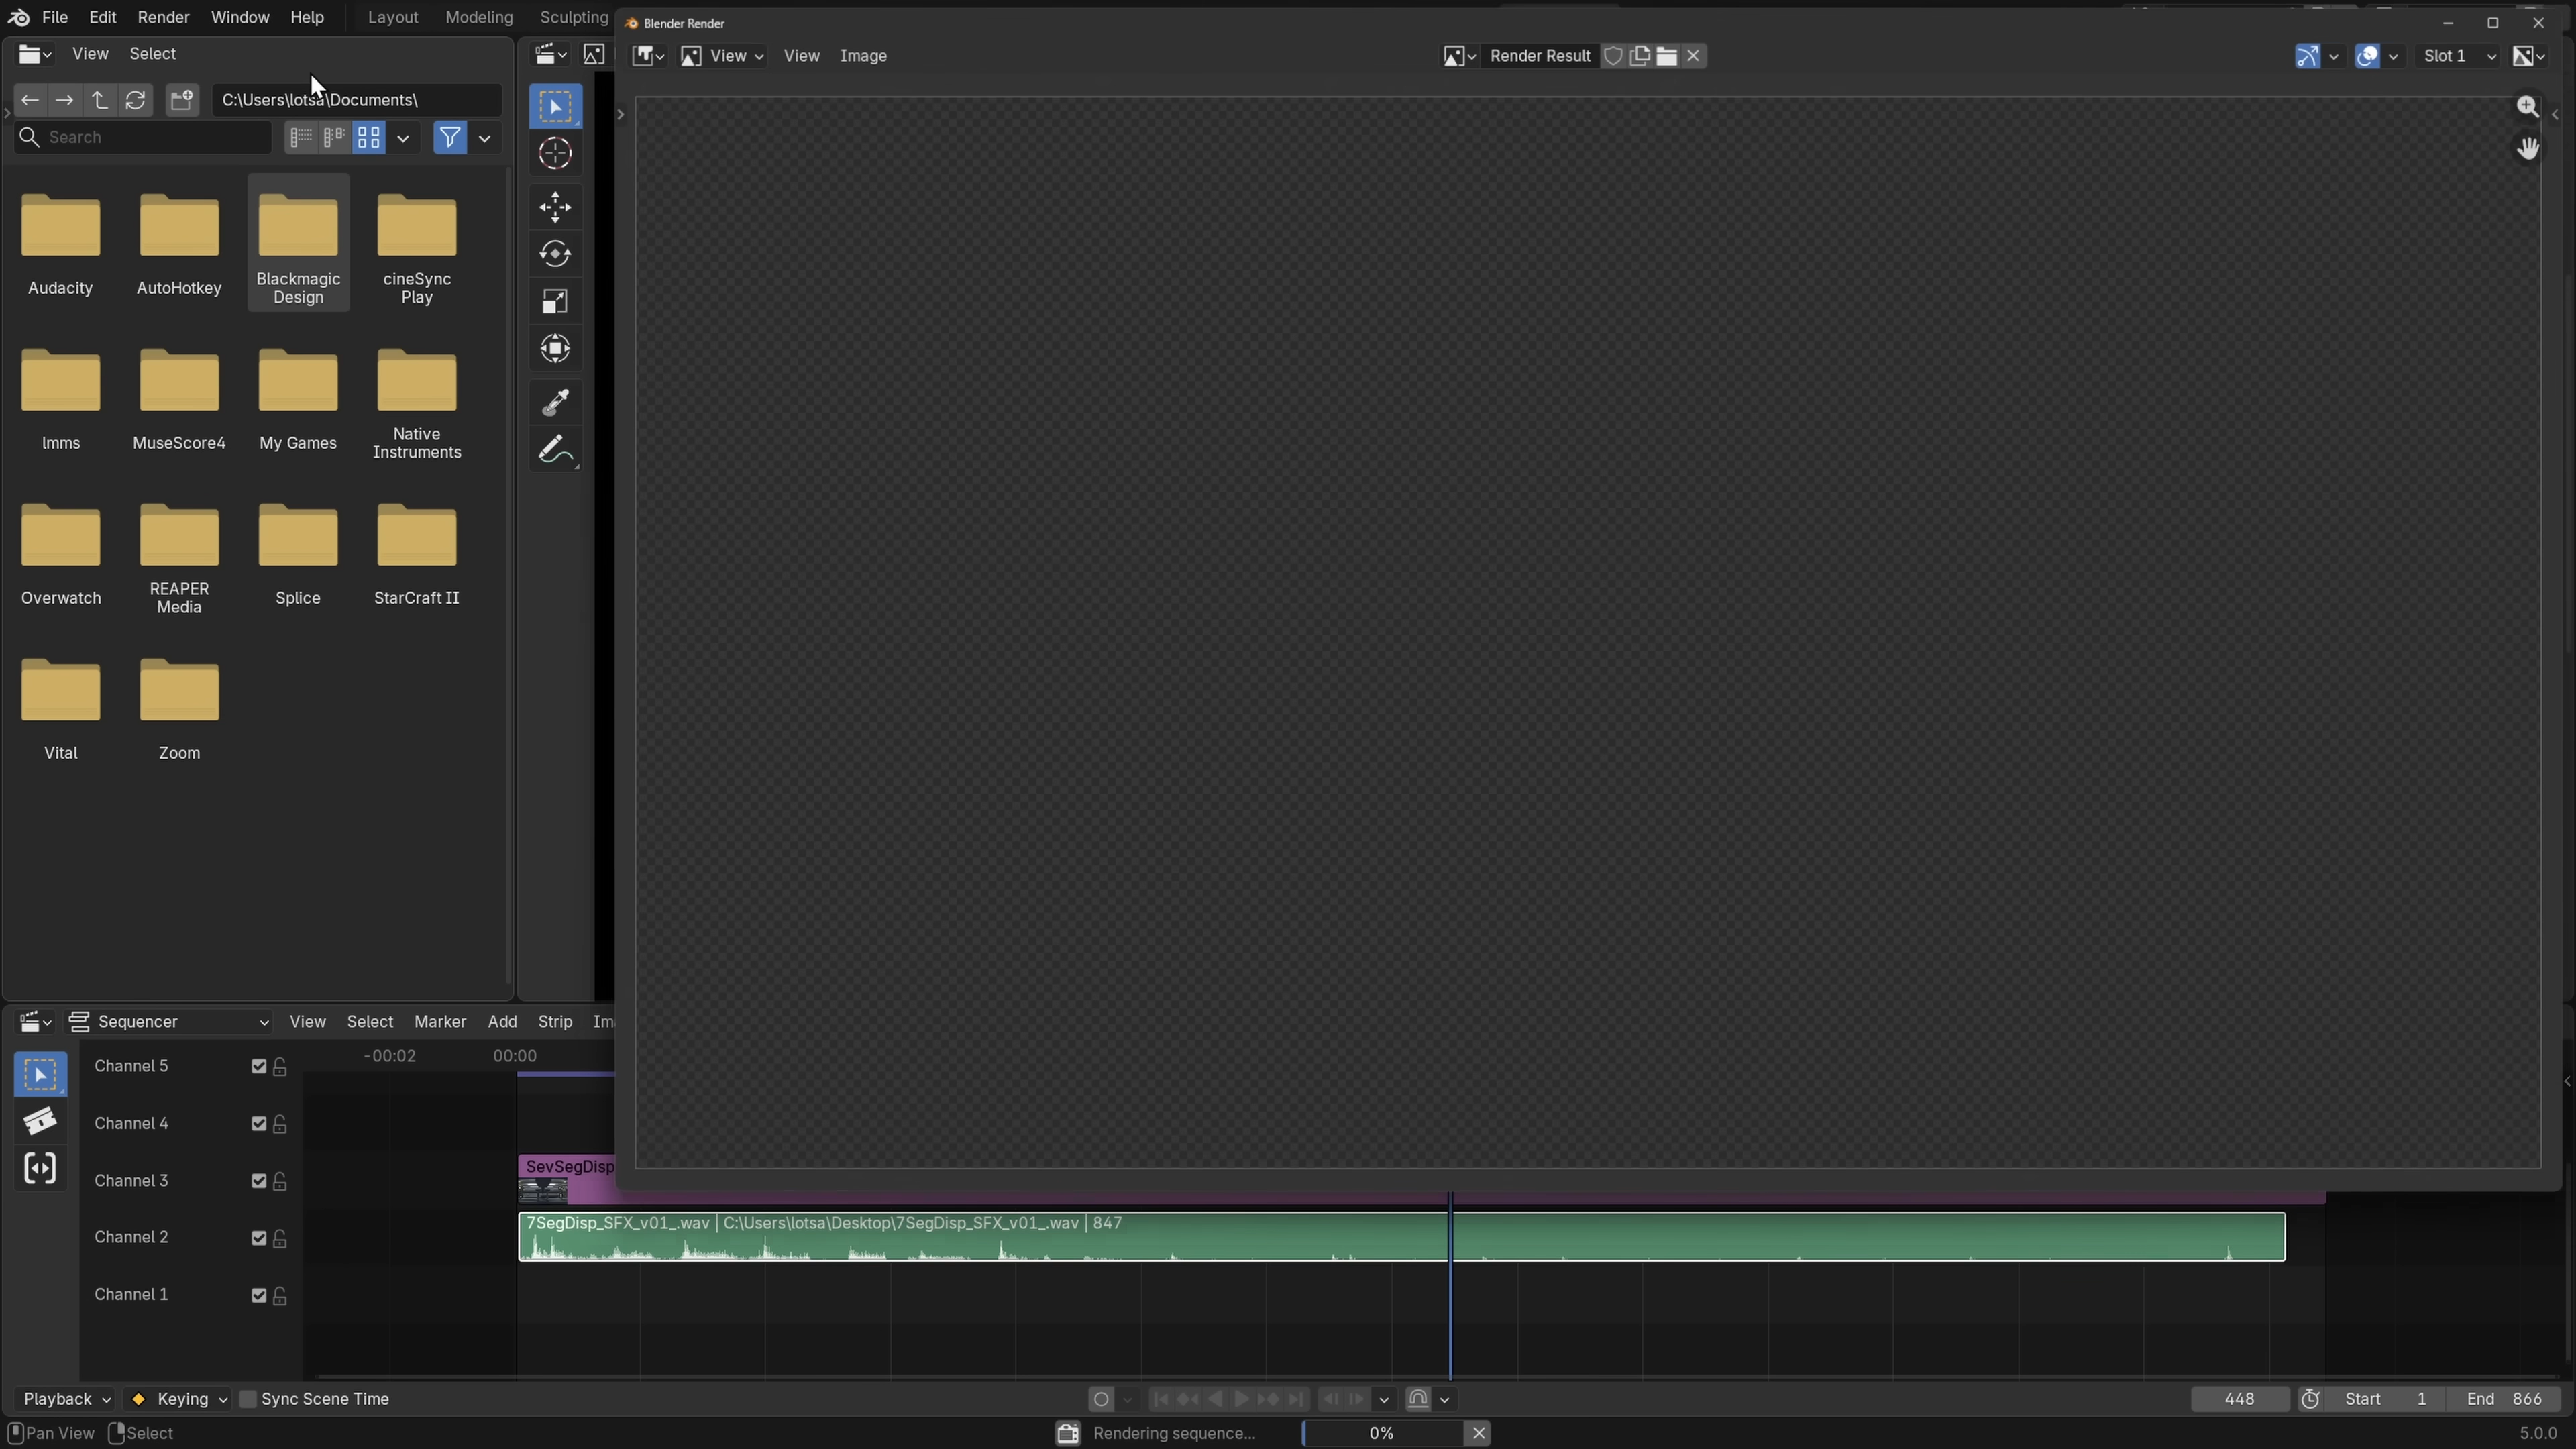 File Edit Render Window Help Layout Modeling Sculpting
Blender Render
View Select
View View Image Render Result Slot 1
C:\Users\lotsa\Documents\
Search
Audacity AutoHotkey Blackmagic Design cineSync Play
lmms MuseScore4 My Games Native Instruments
Overwatch REAPER Media Splice StarCraft II
Vital Zoom
Sequencer View Select Marker Add Strip
-00:02 00:00
Channel 5
Channel 4
Channel 3 SevSegDisp
Channel 2 7SegDisp_SFX_v01_.wav | C:\Users\lotsa\Desktop\7SegDisp_SFX_v01_.wav | 847
Channel 1
Playback Keying Sync Scene Time 448 Start 1 End 866
Pan View Select Rendering sequence... 0% 5.0.0